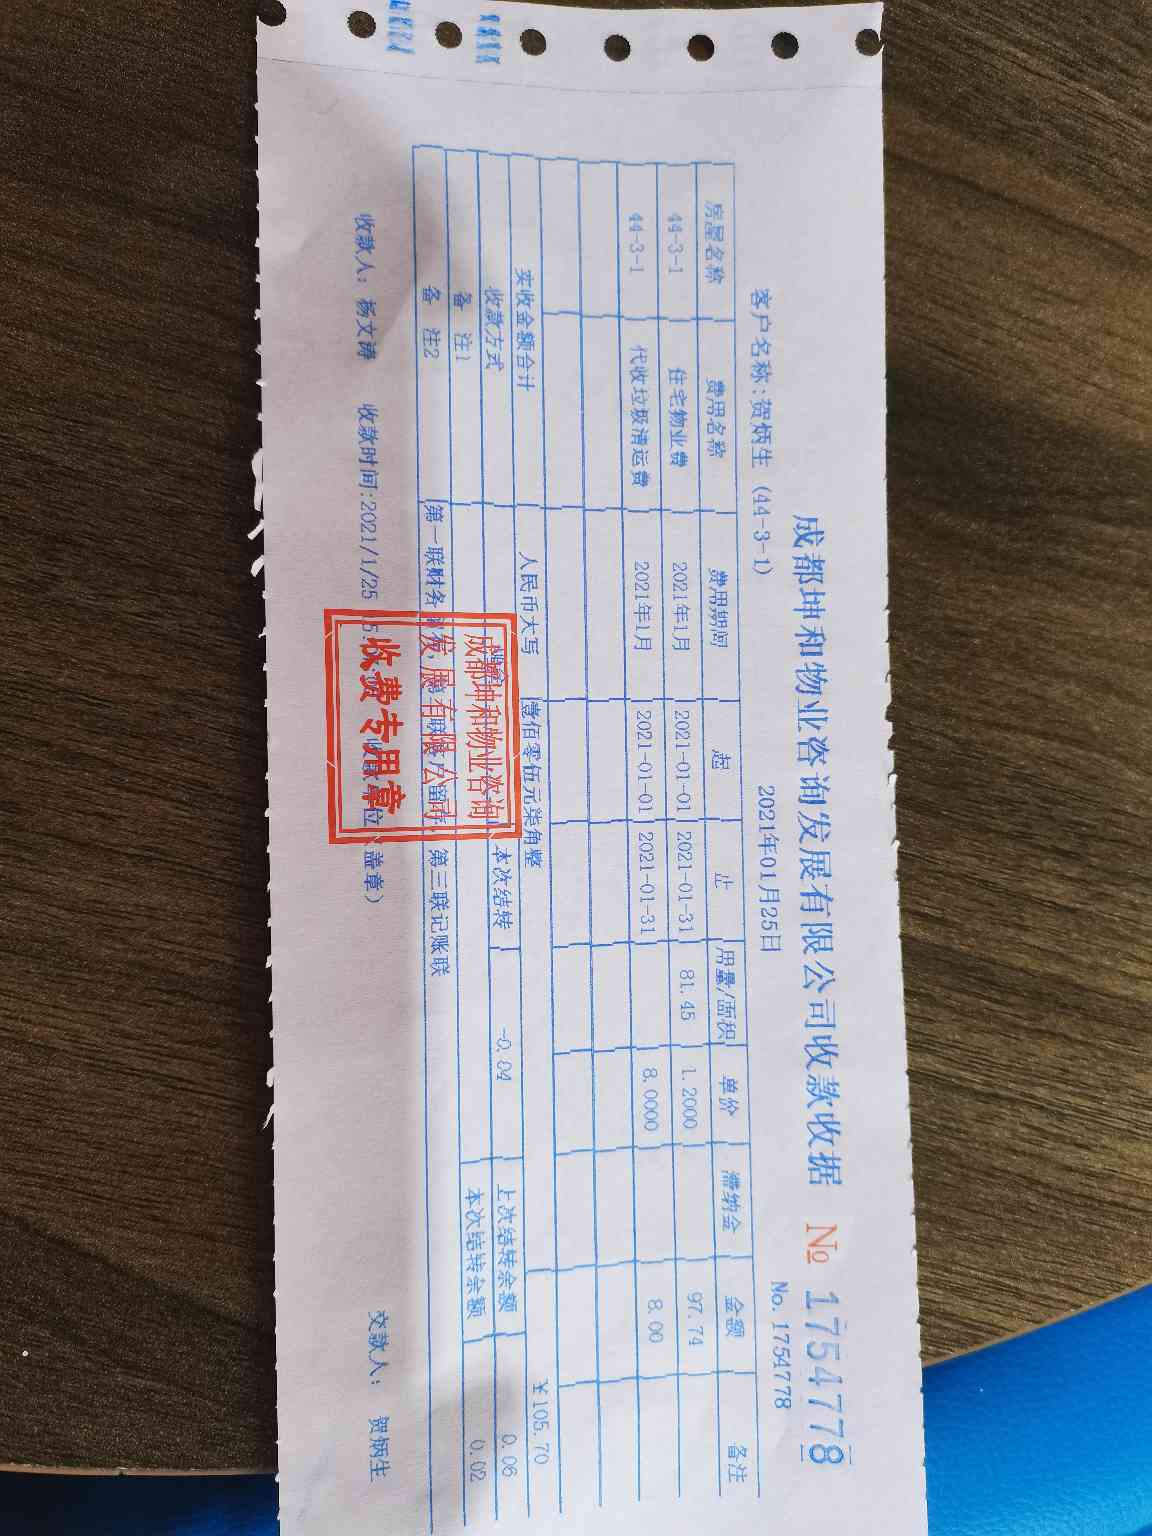 成都坤和物业咨询发展有限公司收款收据 № 1754778
2021年01月25日 No.1754778
客户名称:贺炳生 (44-3-1)
房屋名称 费用名称 费用期间 起 止 用量/面积 单价 滞纳金 金额 备注
44-3-1 住宅物业费 2021年1月 2021-01-01 2021-01-31 81.45 1.2000 97.74
44-3-1 代收垃圾清运费 2021年1月 2021-01-01 2021-01-31 8.0000 8.00
实收金额合计 人民币大写 壹佰零伍元柒角整 ¥105.70
收款方式 本次结转 -0.04 上次结转余额 0.06
备 注1 本次结转余额 0.02
备 注2 第一联财务 联客户留存, 第三联记账联
收款人: 杨文涛 收款时间:2021/1/25 收款单位(盖章) 交款人: 贺炳生
成都坤和物业咨询
发展有限公司
收费专用章